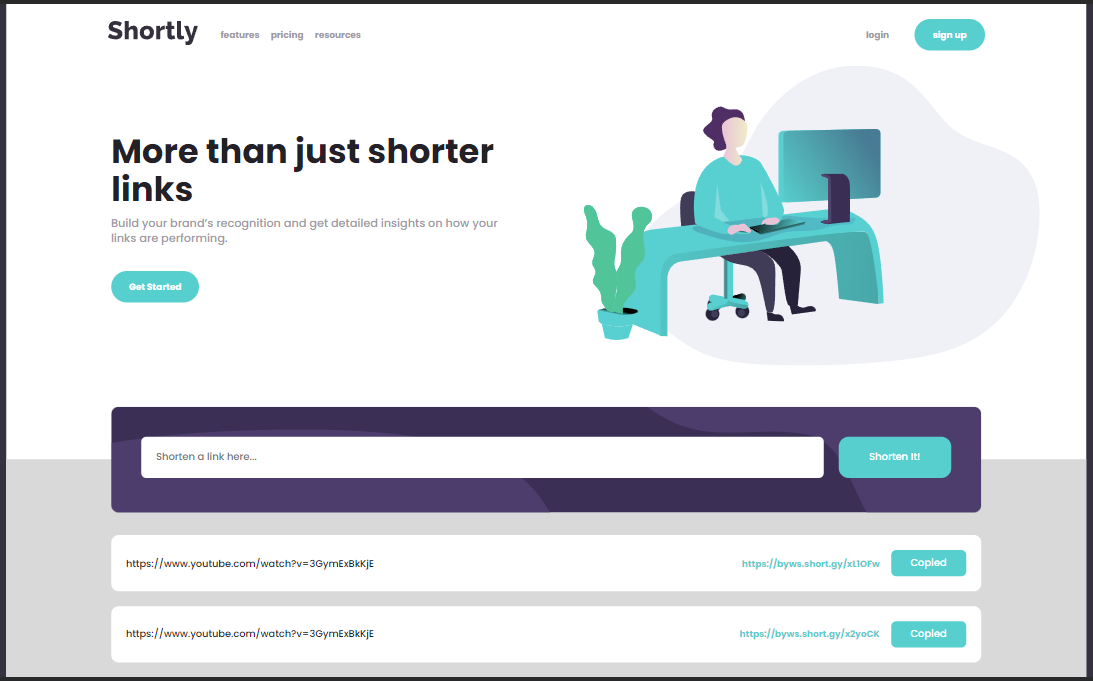 Shortly features pricing resources login sign up
More than just shorter
links
Build your brand's recognition and get detailed insights on how your
links are performing.
Get Started
Shorten a link here...
Shorten It!
https://www.youtube.com/watch?v=3GymExBkKjE https://byws.short.gy/xL1OFw Copied
https://www.youtube.com/watch?v=3GymExBkKjE https://byws.short.gy/x2yoCK Copied